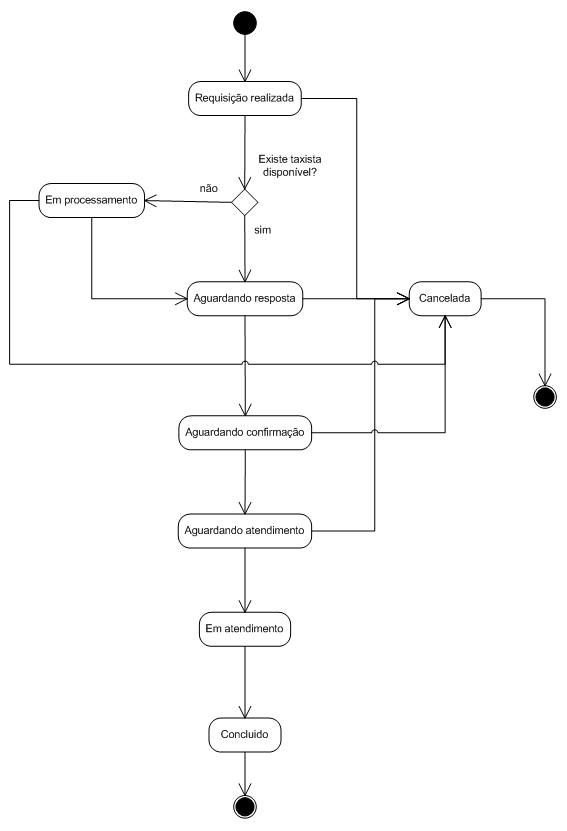 Requisição realizada
Existe taxista
disponível?
não
Em processamento
sim
Aguardando resposta
Cancelada
Aguardando confirmação
Aguardando atendimento
Em atendimento
Concluido